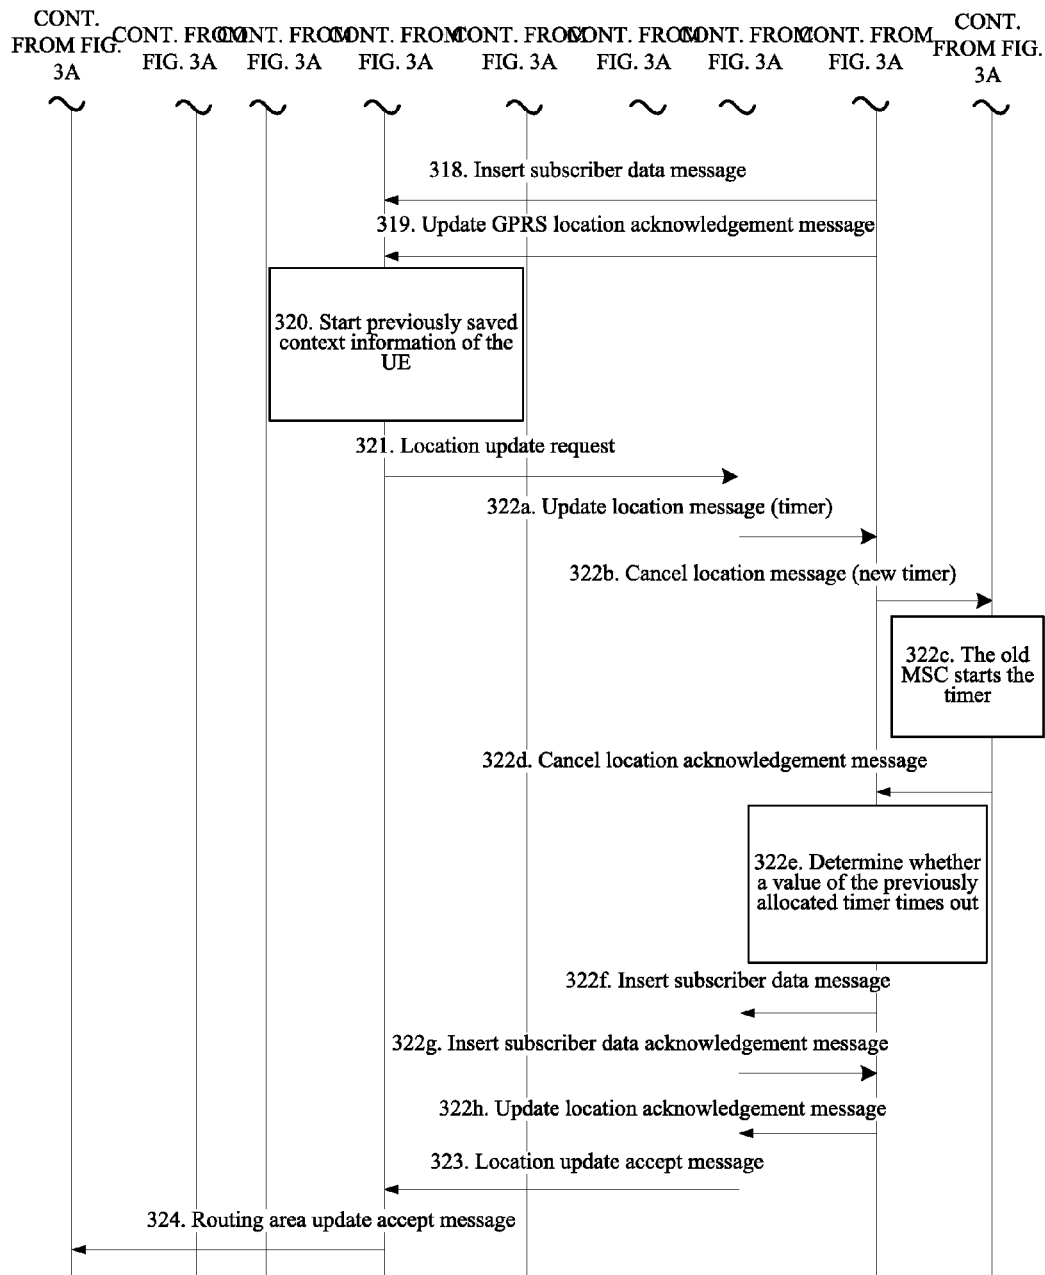 CONT.
FROM FIG.
3A
CONT. FROM
FIG. 3A
CONT. FROM
FIG. 3A
CONT. FROM
FIG. 3A
CONT. FROM
FIG. 3A
CONT. FROM
FIG. 3A
CONT. FROM
FIG. 3A
CONT. FROM
FIG. 3A
CONT.
FROM FIG.
3A
318. Insert subscriber data message
319. Update GPRS location acknowledgement message
320. Start previously saved
context information of the
UE
321. Location update request
322a. Update location message (timer)
322b. Cancel location message (new timer)
322c. The old
MSC starts the
timer
322d. Cancel location acknowledgement message
322e. Determine whether
a value of the previously
allocated timer times out
322f. Insert subscriber data message
322g. Insert subscriber data acknowledgement message
322h. Update location acknowledgement message
323. Location update accept message
324. Routing area update accept message